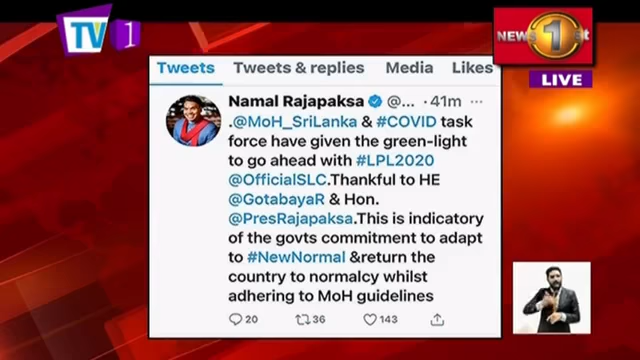 TV 1
NEWS 1st
LIVE
Tweets Tweets & replies Media Likes
Namal Rajapaksa @... · 41m ...
.@MoH_SriLanka & #COVID task
force have given the green-light
to go ahead with #LPL2020
@OfficialSLC.Thankful to HE
@GotabayaR & Hon.
@PresRajapaksa.This is indicatory
of the govts commitment to adapt
to #NewNormal &return the
country to normalcy whilst
adhering to MoH guidelines
20 36 143